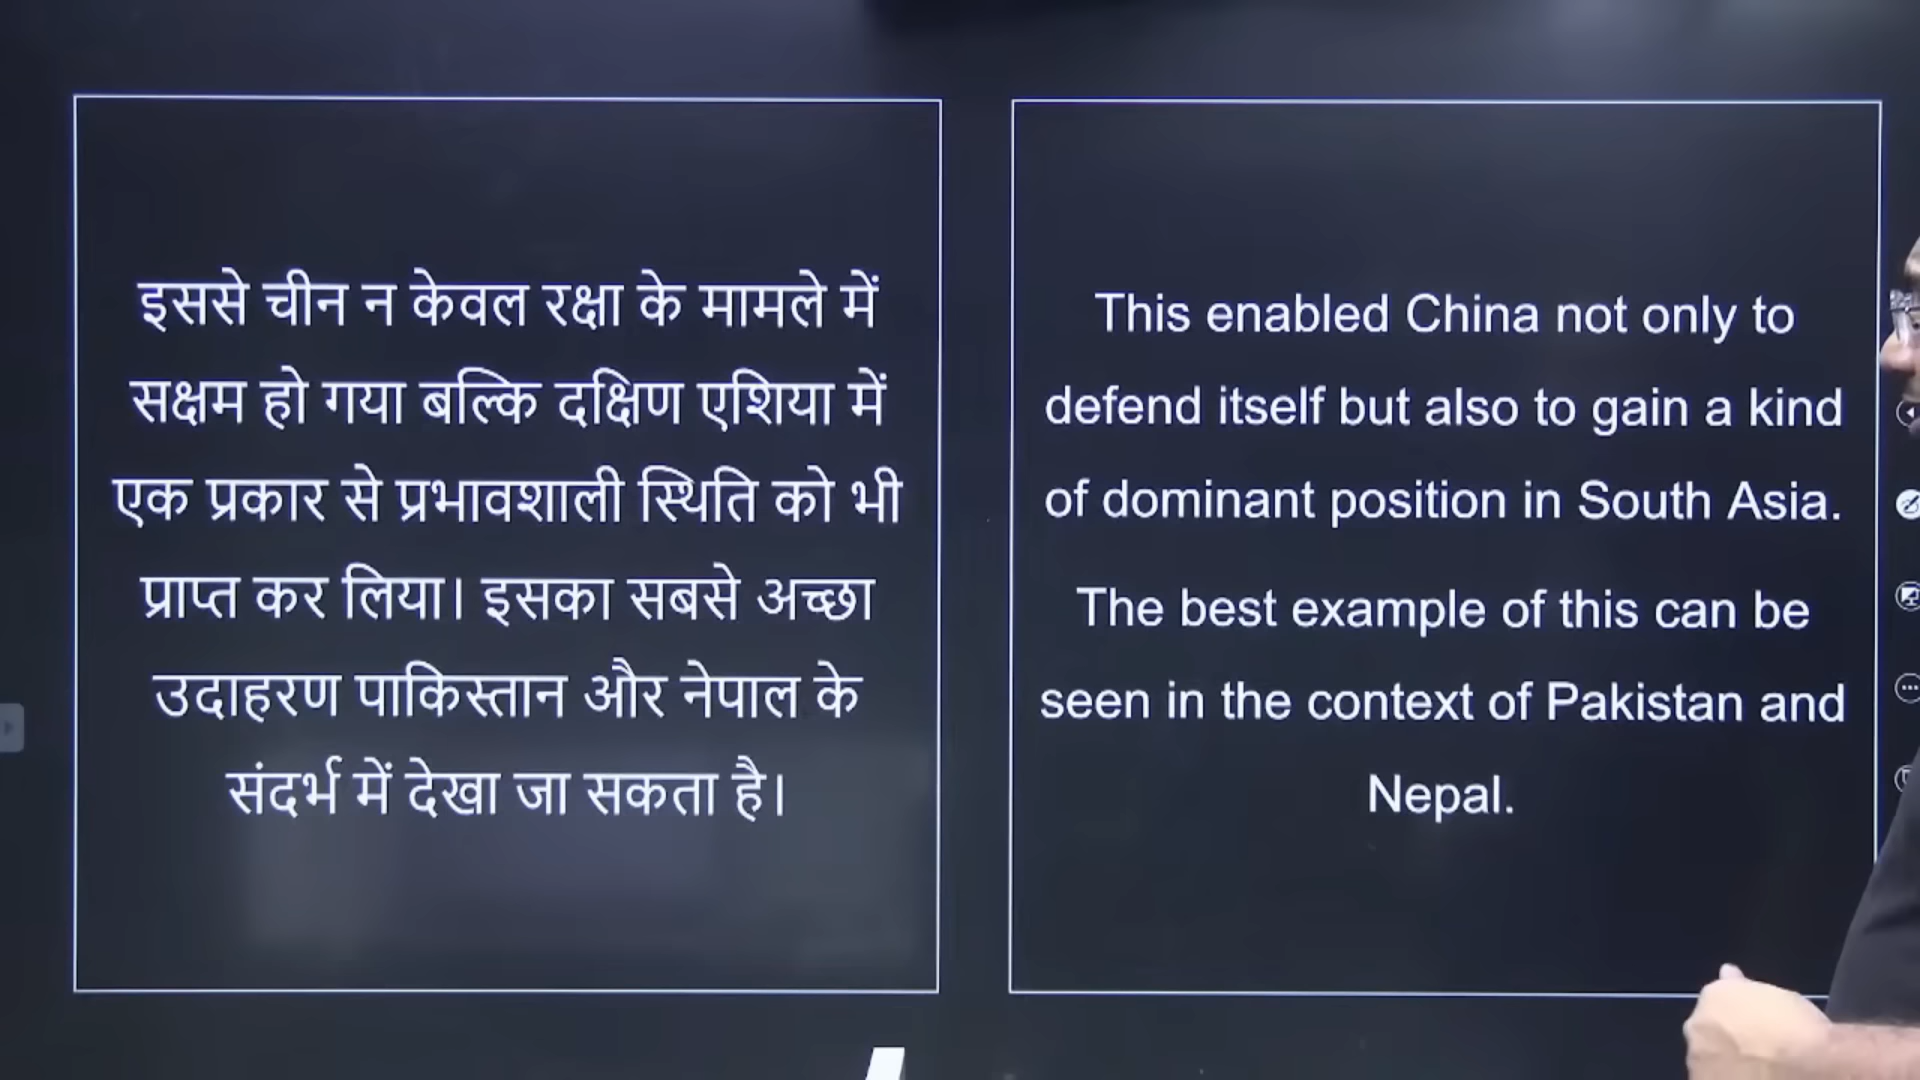 इससे चीन न केवल रक्षा के मामले में
सक्षम हो गया बल्कि दक्षिण एशिया में
एक प्रकार से प्रभावशाली स्थिति को भी
प्राप्त कर लिया। इसका सबसे अच्छा
उदाहरण पाकिस्तान और नेपाल के
संदर्भ में देखा जा सकता है।
This enabled China not only to
defend itself but also to gain a kind
of dominant position in South Asia.
The best example of this can be
seen in the context of Pakistan and
Nepal.